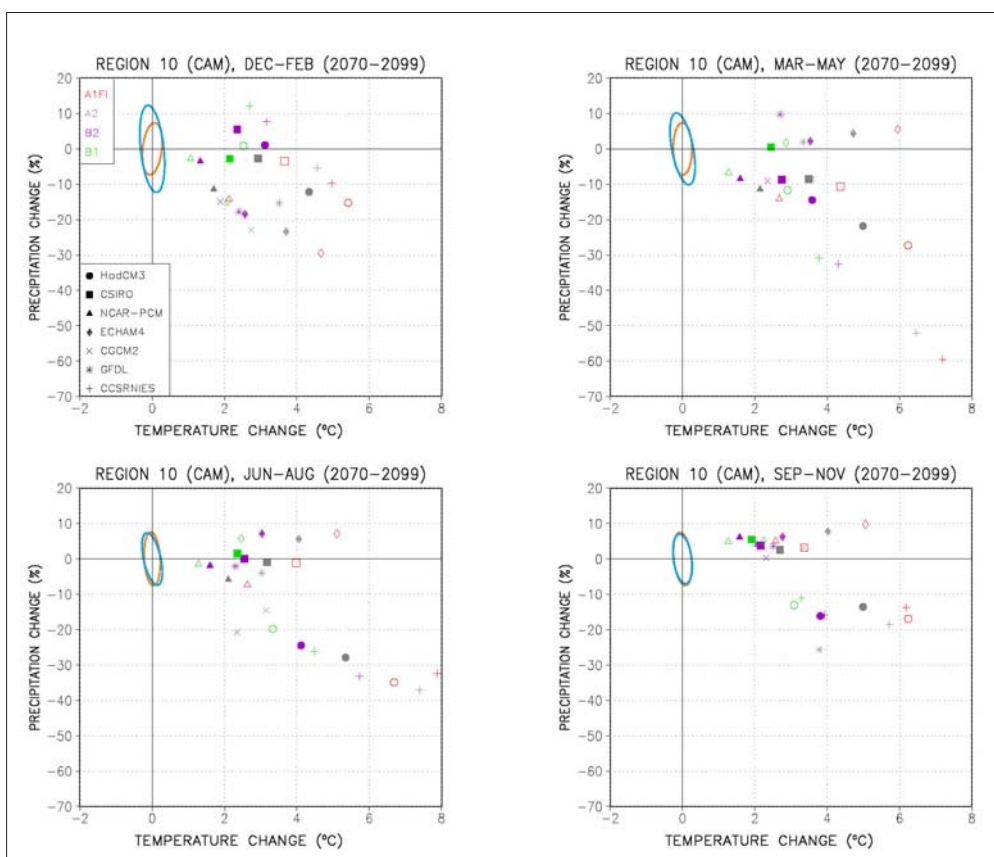 REGION 10 (CAM), DEC-FEB (2070-2099)
PRECIPITATION CHANGE (%)
20
10
0
-10
-20
-30
-40
-50
-60
-70
A1FI
A2
B2
B1
HadCM3
CSIRO
NCAR-PCM
ECHAM4
CGCM2
GFDL
CCSRNIES
-2 0 2 4 6 8
TEMPERATURE CHANGE (ºC)
REGION 10 (CAM), MAR-MAY (2070-2099)
PRECIPITATION CHANGE (%)
20
10
0
-10
-20
-30
-40
-50
-60
-70
-2 0 2 4 6 8
TEMPERATURE CHANGE (ºC)
REGION 10 (CAM), JUN-AUG (2070-2099)
PRECIPITATION CHANGE (%)
20
10
0
-10
-20
-30
-40
-50
-60
-70
-2 0 2 4 6 8
TEMPERATURE CHANGE (ºC)
REGION 10 (CAM), SEP-NOV (2070-2099)
PRECIPITATION CHANGE (%)
20
10
0
-10
-20
-30
-40
-50
-60
-70
-2 0 2 4 6 8
TEMPERATURE CHANGE (ºC)